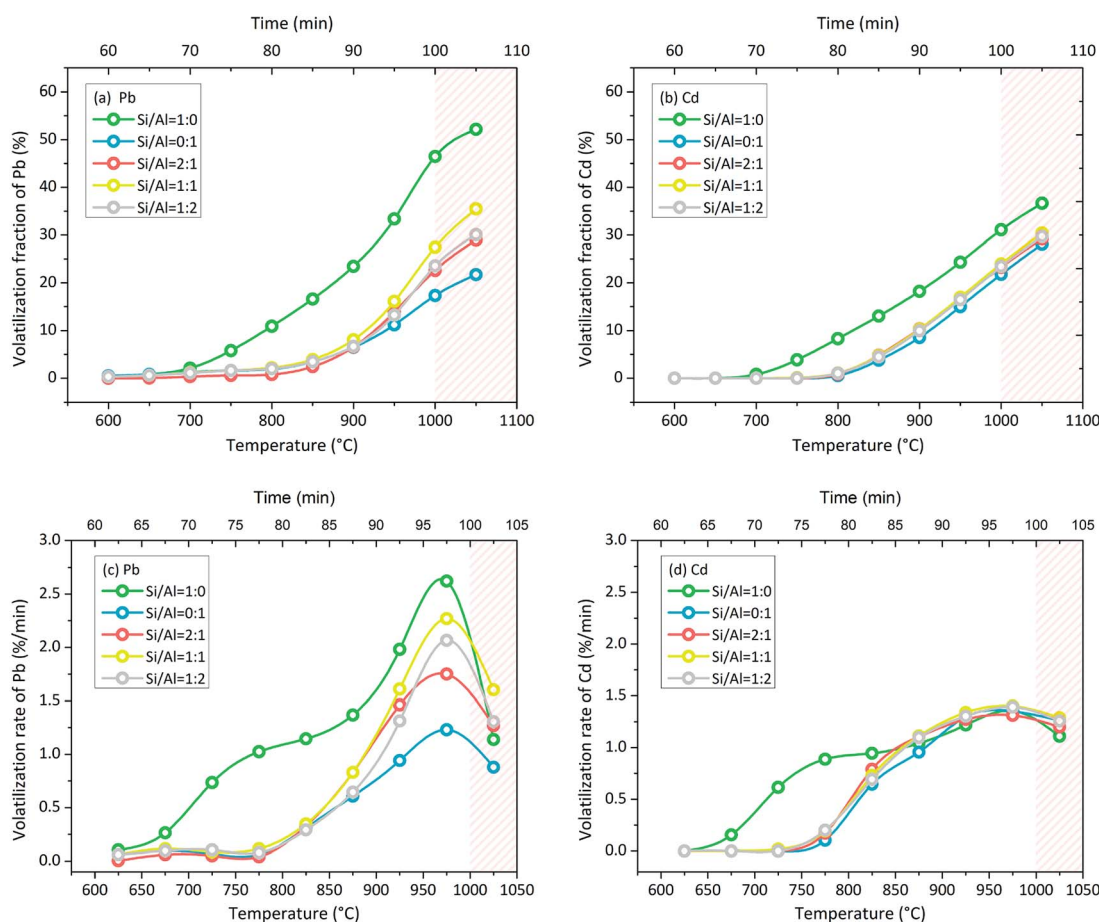 Time (min)
60 70 80 90 100 110
60
50
40
30
20
10
0
Volatilization fraction of Pb (%)
(a) Pb
Si/Al=1:0
Si/Al=0:1
Si/Al=2:1
Si/Al=1:1
Si/Al=1:2
600 700 800 900 1000 1100
Temperature (°C)
Time (min)
60 70 80 90 100 110
60
50
40
30
20
10
0
Volatilization fraction of Cd (%)
(b) Cd
Si/Al=1:0
Si/Al=0:1
Si/Al=2:1
Si/Al=1:1
Si/Al=1:2
600 700 800 900 1000 1100
Temperature (°C)
Time (min)
60 65 70 75 80 85 90 95 100 105
3.0
2.5
2.0
1.5
1.0
0.5
0.0
Volatilization rate of Pb (%/min)
(c) Pb
Si/Al=1:0
Si/Al=0:1
Si/Al=2:1
Si/Al=1:1
Si/Al=1:2
600 650 700 750 800 850 900 950 1000 1050
Temperature (°C)
Time (min)
60 65 70 75 80 85 90 95 100 105
3.0
2.5
2.0
1.5
1.0
0.5
0.0
Volatilization rate of Cd (%/min)
(d) Cd
Si/Al=1:0
Si/Al=0:1
Si/Al=2:1
Si/Al=1:1
Si/Al=1:2
600 650 700 750 800 850 900 950 1000 1050
Temperature (°C)